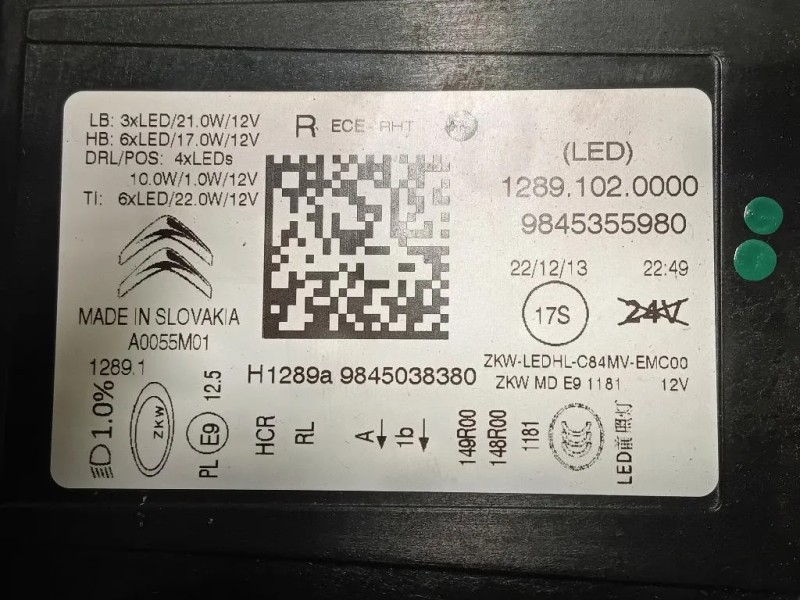 LB: 3xLED/21.0W/12V
HB: 6xLED/17.0W/12V
DRL/POS: 4xLEDs
10.0W/1.0W/12V
TI: 6xLED/22.0W/12V
R ECE-RHT
(LED)
1289.102.0000
9845355980
22/12/13 22:49
17S 24V
MADE IN SLOVAKIA
A0055M01
1289.1
H1289a 9845038380
ZKW-LEDHL-C84MV-EMC00
ZKW MD E9 1181 12V
1.0%
ZKW
PL E9 12.5
HCR
RL
A
1b
149R00
148R00
1181
LED前照灯